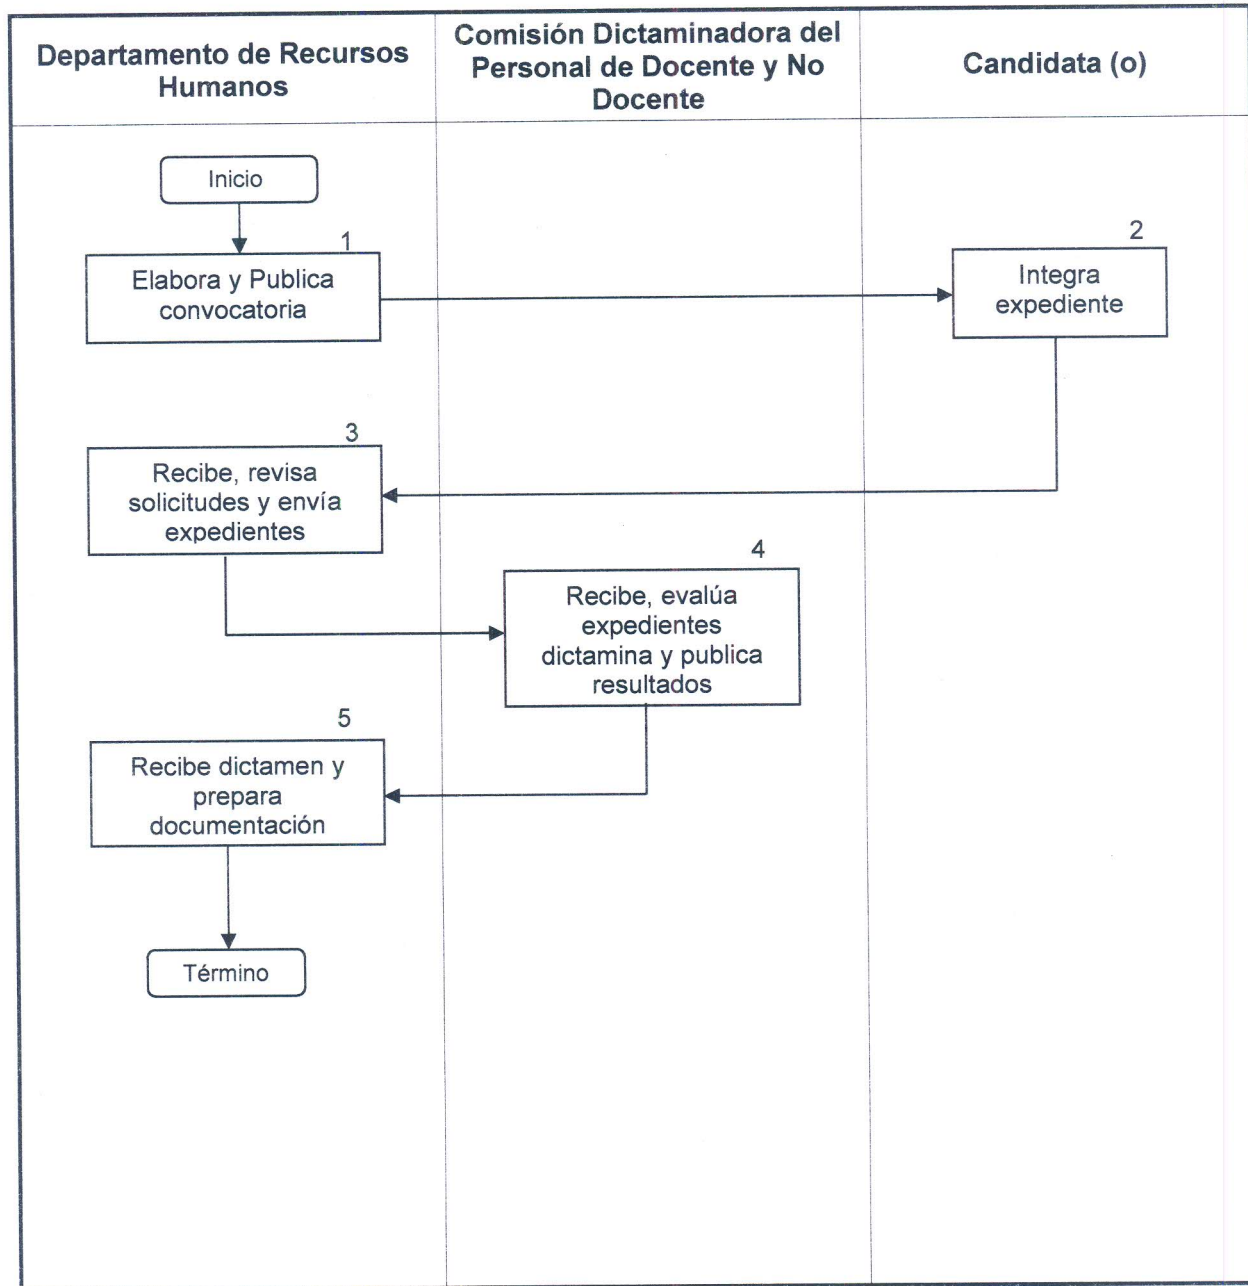 Departamento de Recursos
Humanos
Comisión Dictaminadora del
Personal de Docente y No
Docente
Candidata (o)
Inicio
1
Elabora y Publica
convocatoria
2
Integra
expediente
3
Recibe, revisa
solicitudes y envía
expedientes
4
Recibe, evalúa
expedientes
dictamina y publica
resultados
5
Recibe dictamen y
prepara
documentación
Término